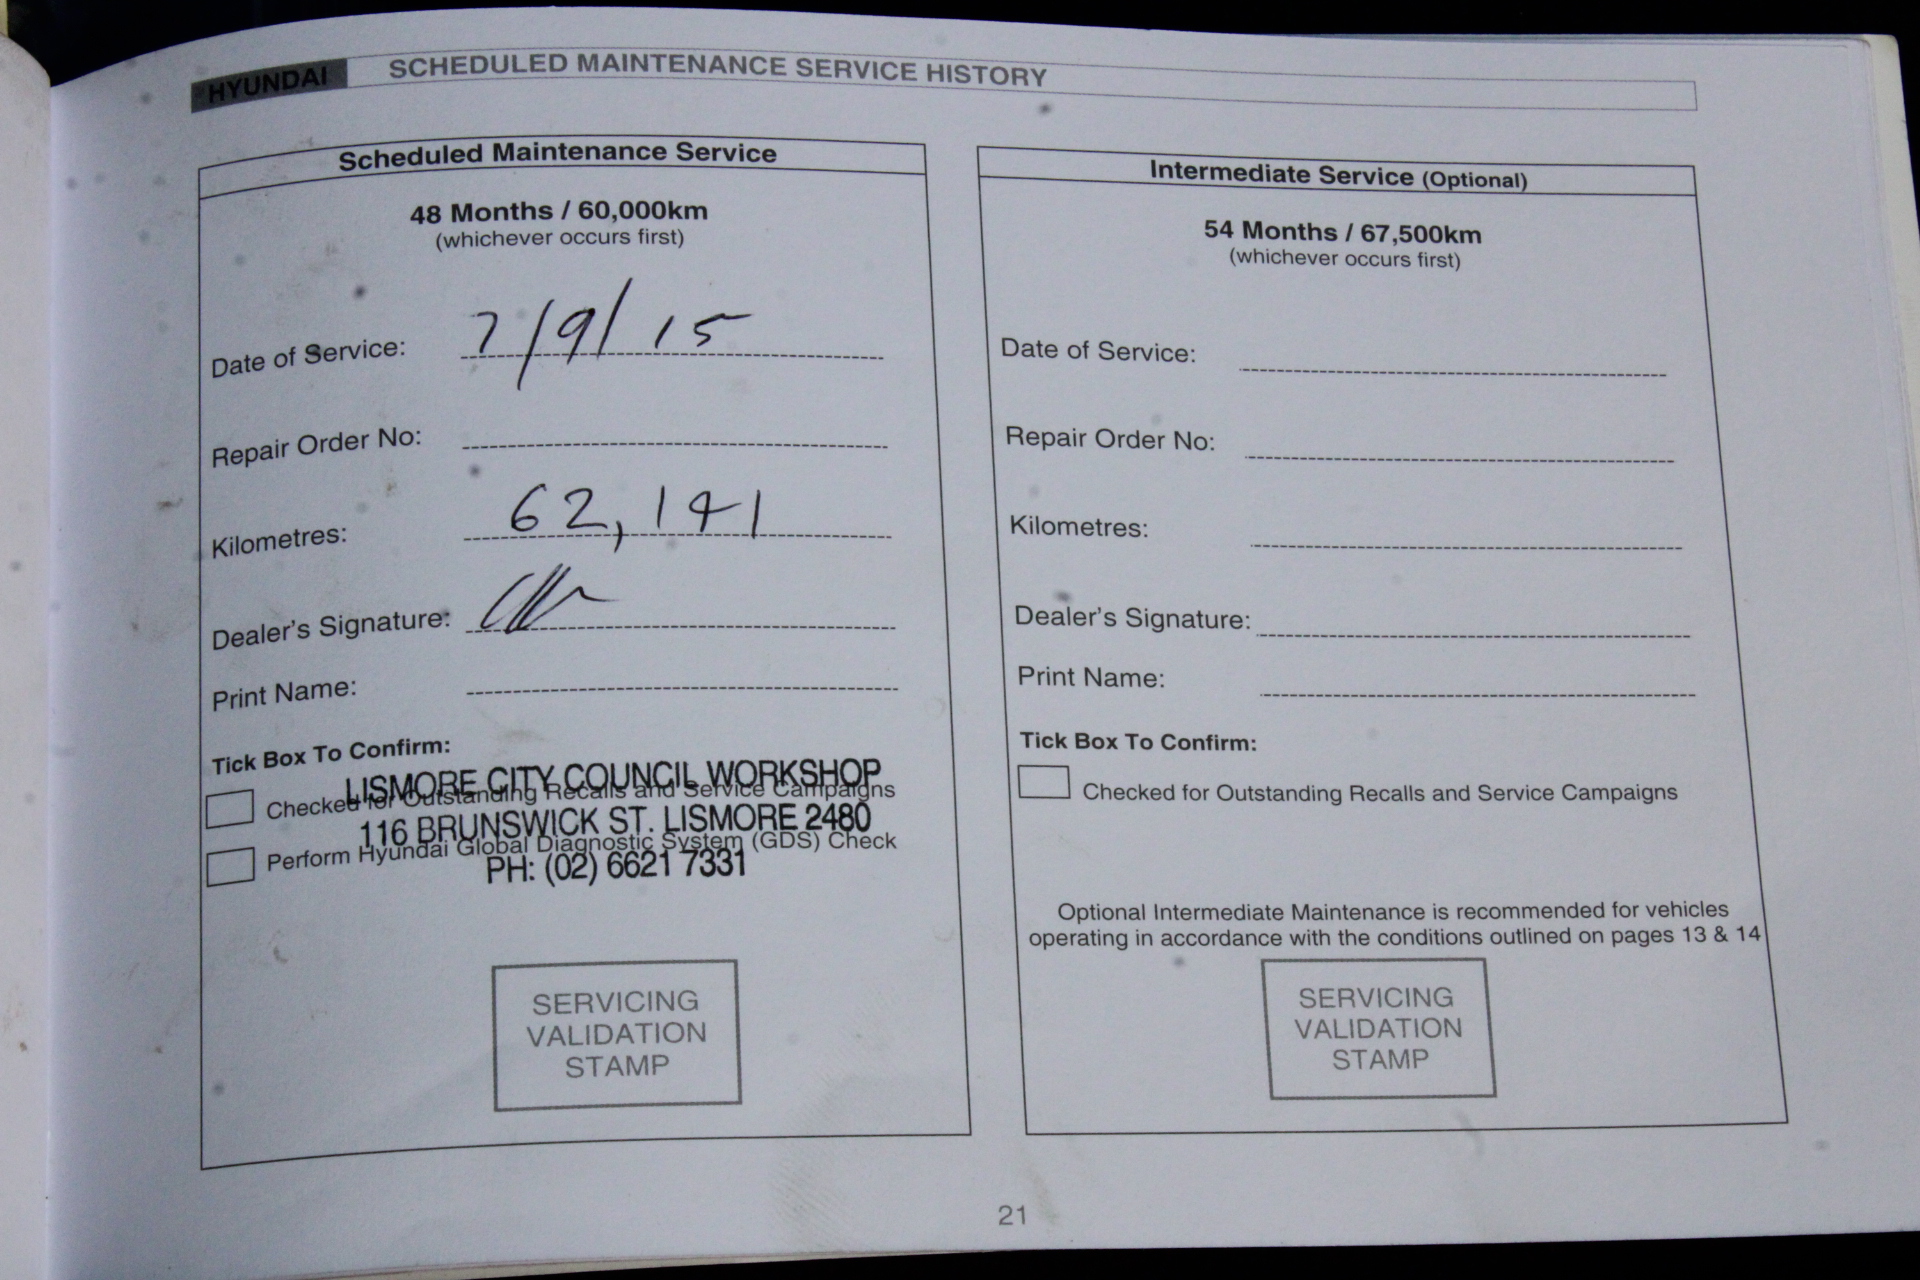 HYUNDAI SCHEDULED MAINTENANCE SERVICE HISTORY
Scheduled Maintenance Service
48 Months / 60,000km
(whichever occurs first)
Date of Service: 7/9/15
Repair Order No:
Kilometres: 62,141
Dealer's Signature:
Print Name:
Tick Box To Confirm:
LISMORE CITY COUNCIL WORKSHOP
Checked for Outstanding Recalls and Service Campaigns
116 BRUNSWICK ST. LISMORE 2480
Perform Hyundai Global Diagnostic System (GDS) Check
PH: (02) 6621 7331
SERVICING
VALIDATION
STAMP
Intermediate Service (Optional)
54 Months / 67,500km
(whichever occurs first)
Date of Service:
Repair Order No:
Kilometres:
Dealer's Signature:
Print Name:
Tick Box To Confirm:
Checked for Outstanding Recalls and Service Campaigns
Optional Intermediate Maintenance is recommended for vehicles
operating in accordance with the conditions outlined on pages 13 & 14
SERVICING
VALIDATION
STAMP
21